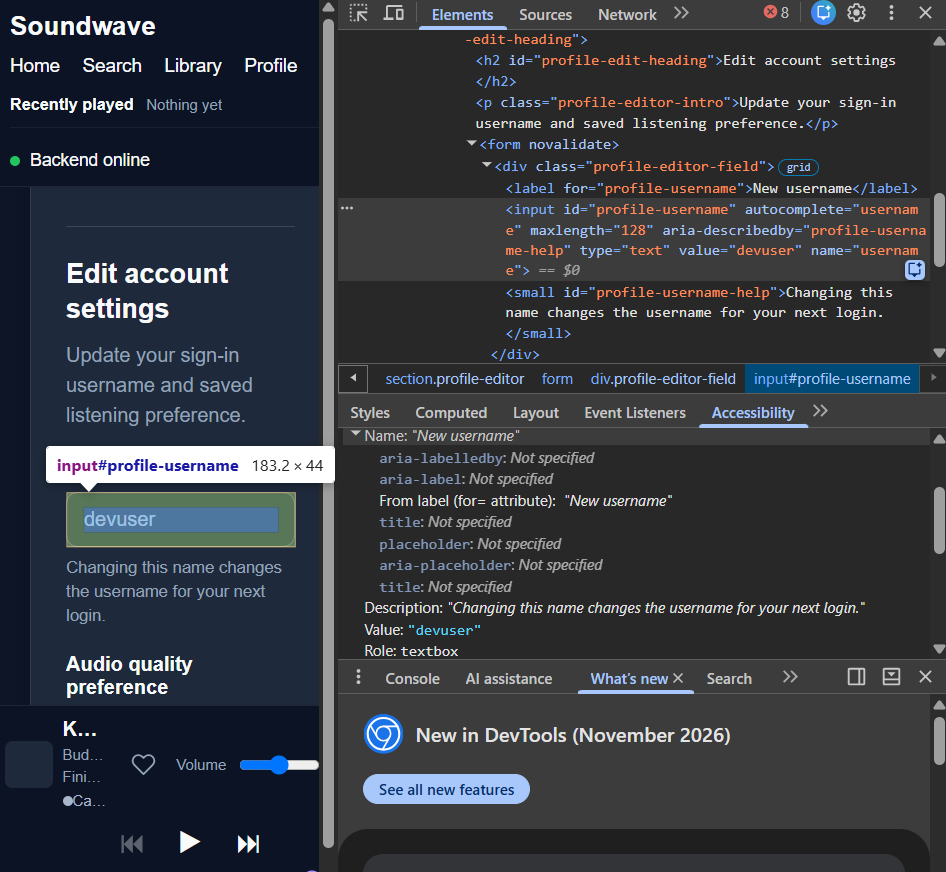 Soundwave
Home Search Library Profile
Recently played Nothing yet
Backend online
Edit account
settings
Update your sign-in
username and saved
listening preference.
input#profile-username 183.2 × 44
devuser
Changing this name changes
the username for your next
login.
Audio quality
preference
K...
Bud...
Fini...
Ca...
Volume
Elements Sources Network 8
-edit-heading">
<h2 id="profile-edit-heading">Edit account settings
</h2>
<p class="profile-editor-intro">Update your sign-in
username and saved listening preference.</p>
<form novalidate>
<div class="profile-editor-field"> grid
<label for="profile-username">New username</label>
<input id="profile-username" autocomplete="usernam
e" maxlength="128" aria-describedby="profile-userna
me-help" type="text" value="devuser" name="usernam
e"> == $0
<small id="profile-username-help">Changing this
name changes the username for your next login.
</small>
</div>
section.profile-editor form div.profile-editor-field input#profile-username
Styles Computed Layout Event Listeners Accessibility
Name: "New username"
aria-labelledby: Not specified
aria-label: Not specified
From label (for= attribute): "New username"
title: Not specified
placeholder: Not specified
aria-placeholder: Not specified
title: Not specified
Description: "Changing this name changes the username for your next login."
Value: "devuser"
Role: textbox
Console AI assistance What's new Search
New in DevTools (November 2026)
See all new features